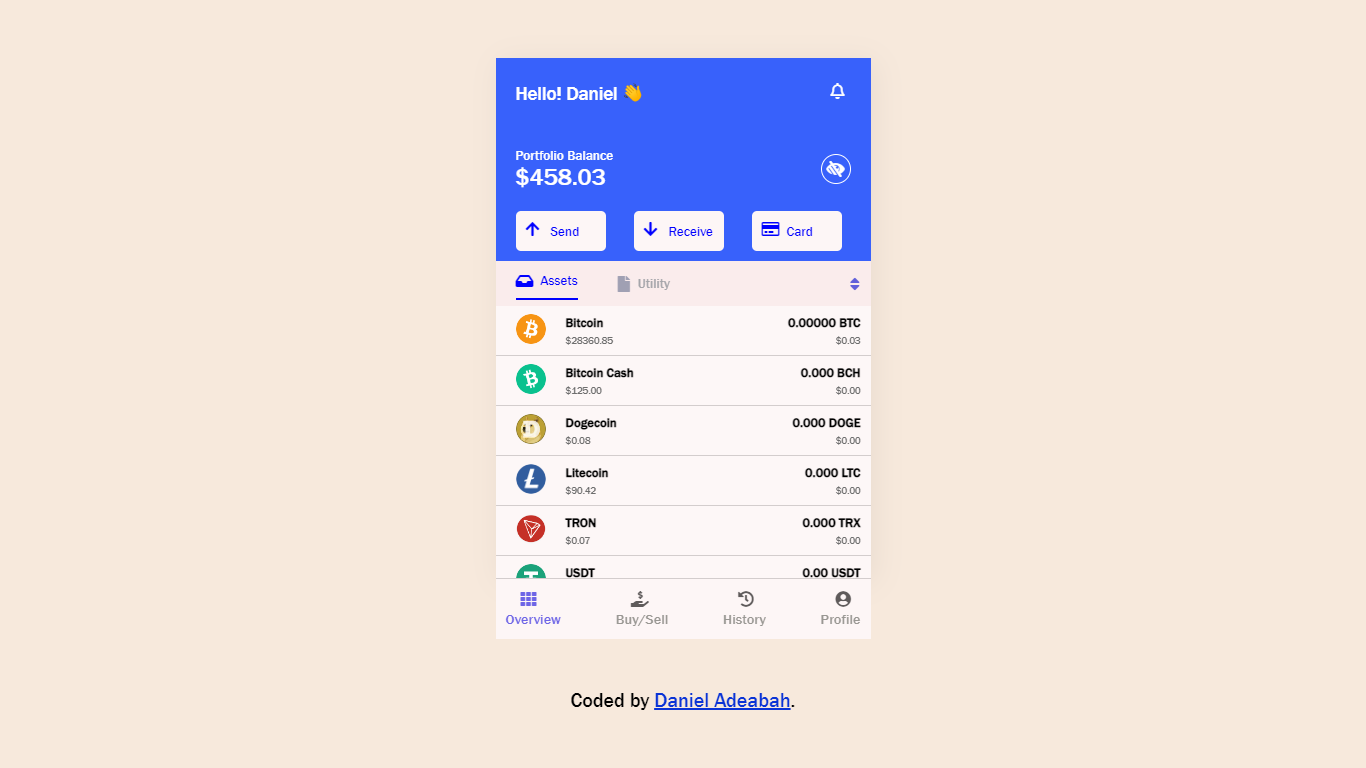 Hello! Daniel 👋
Portfolio Balance
$458.03
Send Receive Card
Assets Utility
Bitcoin 0.00000 BTC
$28360.85 $0.03
Bitcoin Cash 0.000 BCH
$125.00 $0.00
Dogecoin 0.000 DOGE
$0.08 $0.00
Litecoin 0.000 LTC
$90.42 $0.00
TRON 0.000 TRX
$0.07 $0.00
USDT 0.00 USDT
Overview Buy/Sell History Profile
Coded by Daniel Adeabah.